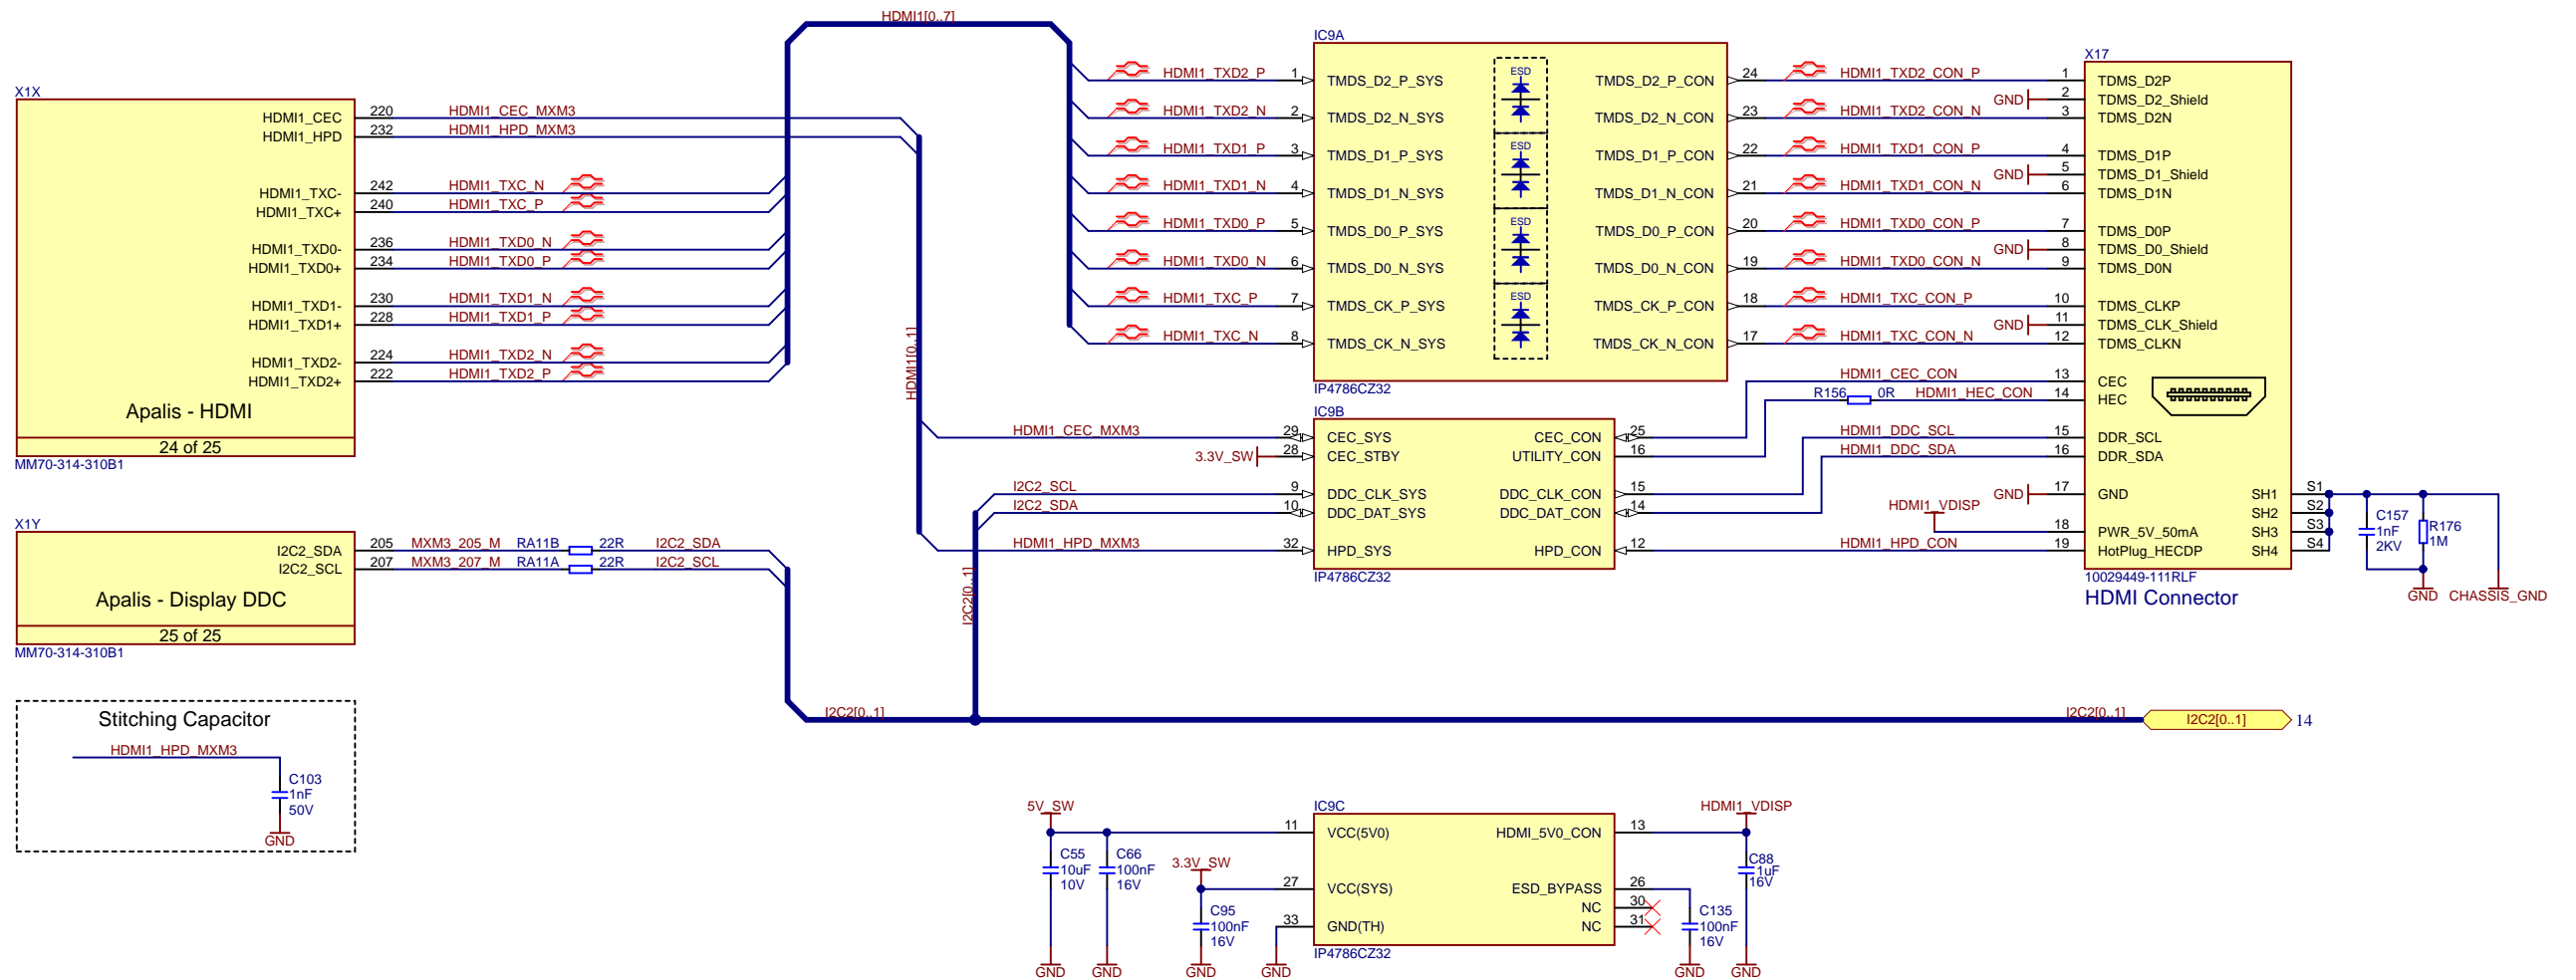 HDMI1[0..7]
X1X
HDMI1_CEC 220 HDMI1_CEC_MXM3
HDMI1_HPD 232 HDMI1_HPD_MXM3
HDMI1_TXC- 242 HDMI1_TXC_N
HDMI1_TXC+ 240 HDMI1_TXC_P
HDMI1_TXD0- 236 HDMI1_TXD0_N
HDMI1_TXD0+ 234 HDMI1_TXD0_P
HDMI1_TXD1- 230 HDMI1_TXD1_N
HDMI1_TXD1+ 228 HDMI1_TXD1_P
HDMI1_TXD2- 224 HDMI1_TXD2_N
HDMI1_TXD2+ 222 HDMI1_TXD2_P
Apalis - HDMI
24 of 25
MM70-314-310B1
HDMI1[0..1]
IC9A
HDMI1_TXD2_P 1 TMDS_D2_P_SYS ESD TMDS_D2_P_CON 24 HDMI1_TXD2_CON_P
HDMI1_TXD2_N 2 TMDS_D2_N_SYS TMDS_D2_N_CON 23 HDMI1_TXD2_CON_N
HDMI1_TXD1_P 3 TMDS_D1_P_SYS ESD TMDS_D1_P_CON 22 HDMI1_TXD1_CON_P
HDMI1_TXD1_N 4 TMDS_D1_N_SYS TMDS_D1_N_CON 21 HDMI1_TXD1_CON_N
HDMI1_TXD0_P 5 TMDS_D0_P_SYS ESD TMDS_D0_P_CON 20 HDMI1_TXD0_CON_P
HDMI1_TXD0_N 6 TMDS_D0_N_SYS TMDS_D0_N_CON 19 HDMI1_TXD0_CON_N
HDMI1_TXC_P 7 TMDS_CK_P_SYS ESD TMDS_CK_P_CON 18 HDMI1_TXC_CON_P
HDMI1_TXC_N 8 TMDS_CK_N_SYS TMDS_CK_N_CON 17 HDMI1_TXC_CON_N
IP4786CZ32
X17
1 TDMS_D2P
GND 2 TDMS_D2_Shield
3 TDMS_D2N
4 TDMS_D1P
GND 5 TDMS_D1_Shield
6 TDMS_D1N
7 TDMS_D0P
GND 8 TDMS_D0_Shield
9 TDMS_D0N
10 TDMS_CLKP
GND 11 TDMS_CLK_Shield
12 TDMS_CLKN
HDMI1_CEC_CON 13 CEC
R156 0R HDMI1_HEC_CON 14 HEC
HDMI1_DDC_SCL 15 DDR_SCL
HDMI1_DDC_SDA 16 DDR_SDA
GND 17 GND
HDMI1_VDISP
18 PWR_5V_50mA
HDMI1_HPD_CON 19 HotPlug_HECDP
SH1 S1
SH2 S2
SH3 S3
SH4 S4
10029449-111RLF
HDMI Connector
C157
1nF
2KV
R176
1M
GND
CHASSIS_GND
IC9B
HDMI1_CEC_MXM3 29 CEC_SYS CEC_CON 25
3.3V_SW 28 CEC_STBY UTILITY_CON 16
I2C2_SCL 9 DDC_CLK_SYS DDC_CLK_CON 15
I2C2_SDA 10 DDC_DAT_SYS DDC_DAT_CON 14
HDMI1_HPD_MXM3 32 HPD_SYS HPD_CON 12
IP4786CZ32
X1Y
I2C2_SDA 205 MXM3_205_M RA11B 22R I2C2_SDA
I2C2_SCL 207 MXM3_207_M RA11A 22R I2C2_SCL
Apalis - Display DDC
25 of 25
MM70-314-310B1
I2C2[0..1]
I2C2[0..1]
I2C2[0..1]
I2C2[0..1]
14
Stitching Capacitor
HDMI1_HPD_MXM3
C103
1nF
50V
GND
5V_SW
C55
10uF
10V
GND
C66
100nF
16V
GND
3.3V_SW
C95
100nF
16V
GND
GND
IC9C
11 VCC(5V0) HDMI_5V0_CON 13
27 VCC(SYS) ESD_BYPASS 26
NC 30
33 GND(TH) NC 31
IP4786CZ32
C135
100nF
16V
GND
HDMI1_VDISP
C88
1uF
16V
GND